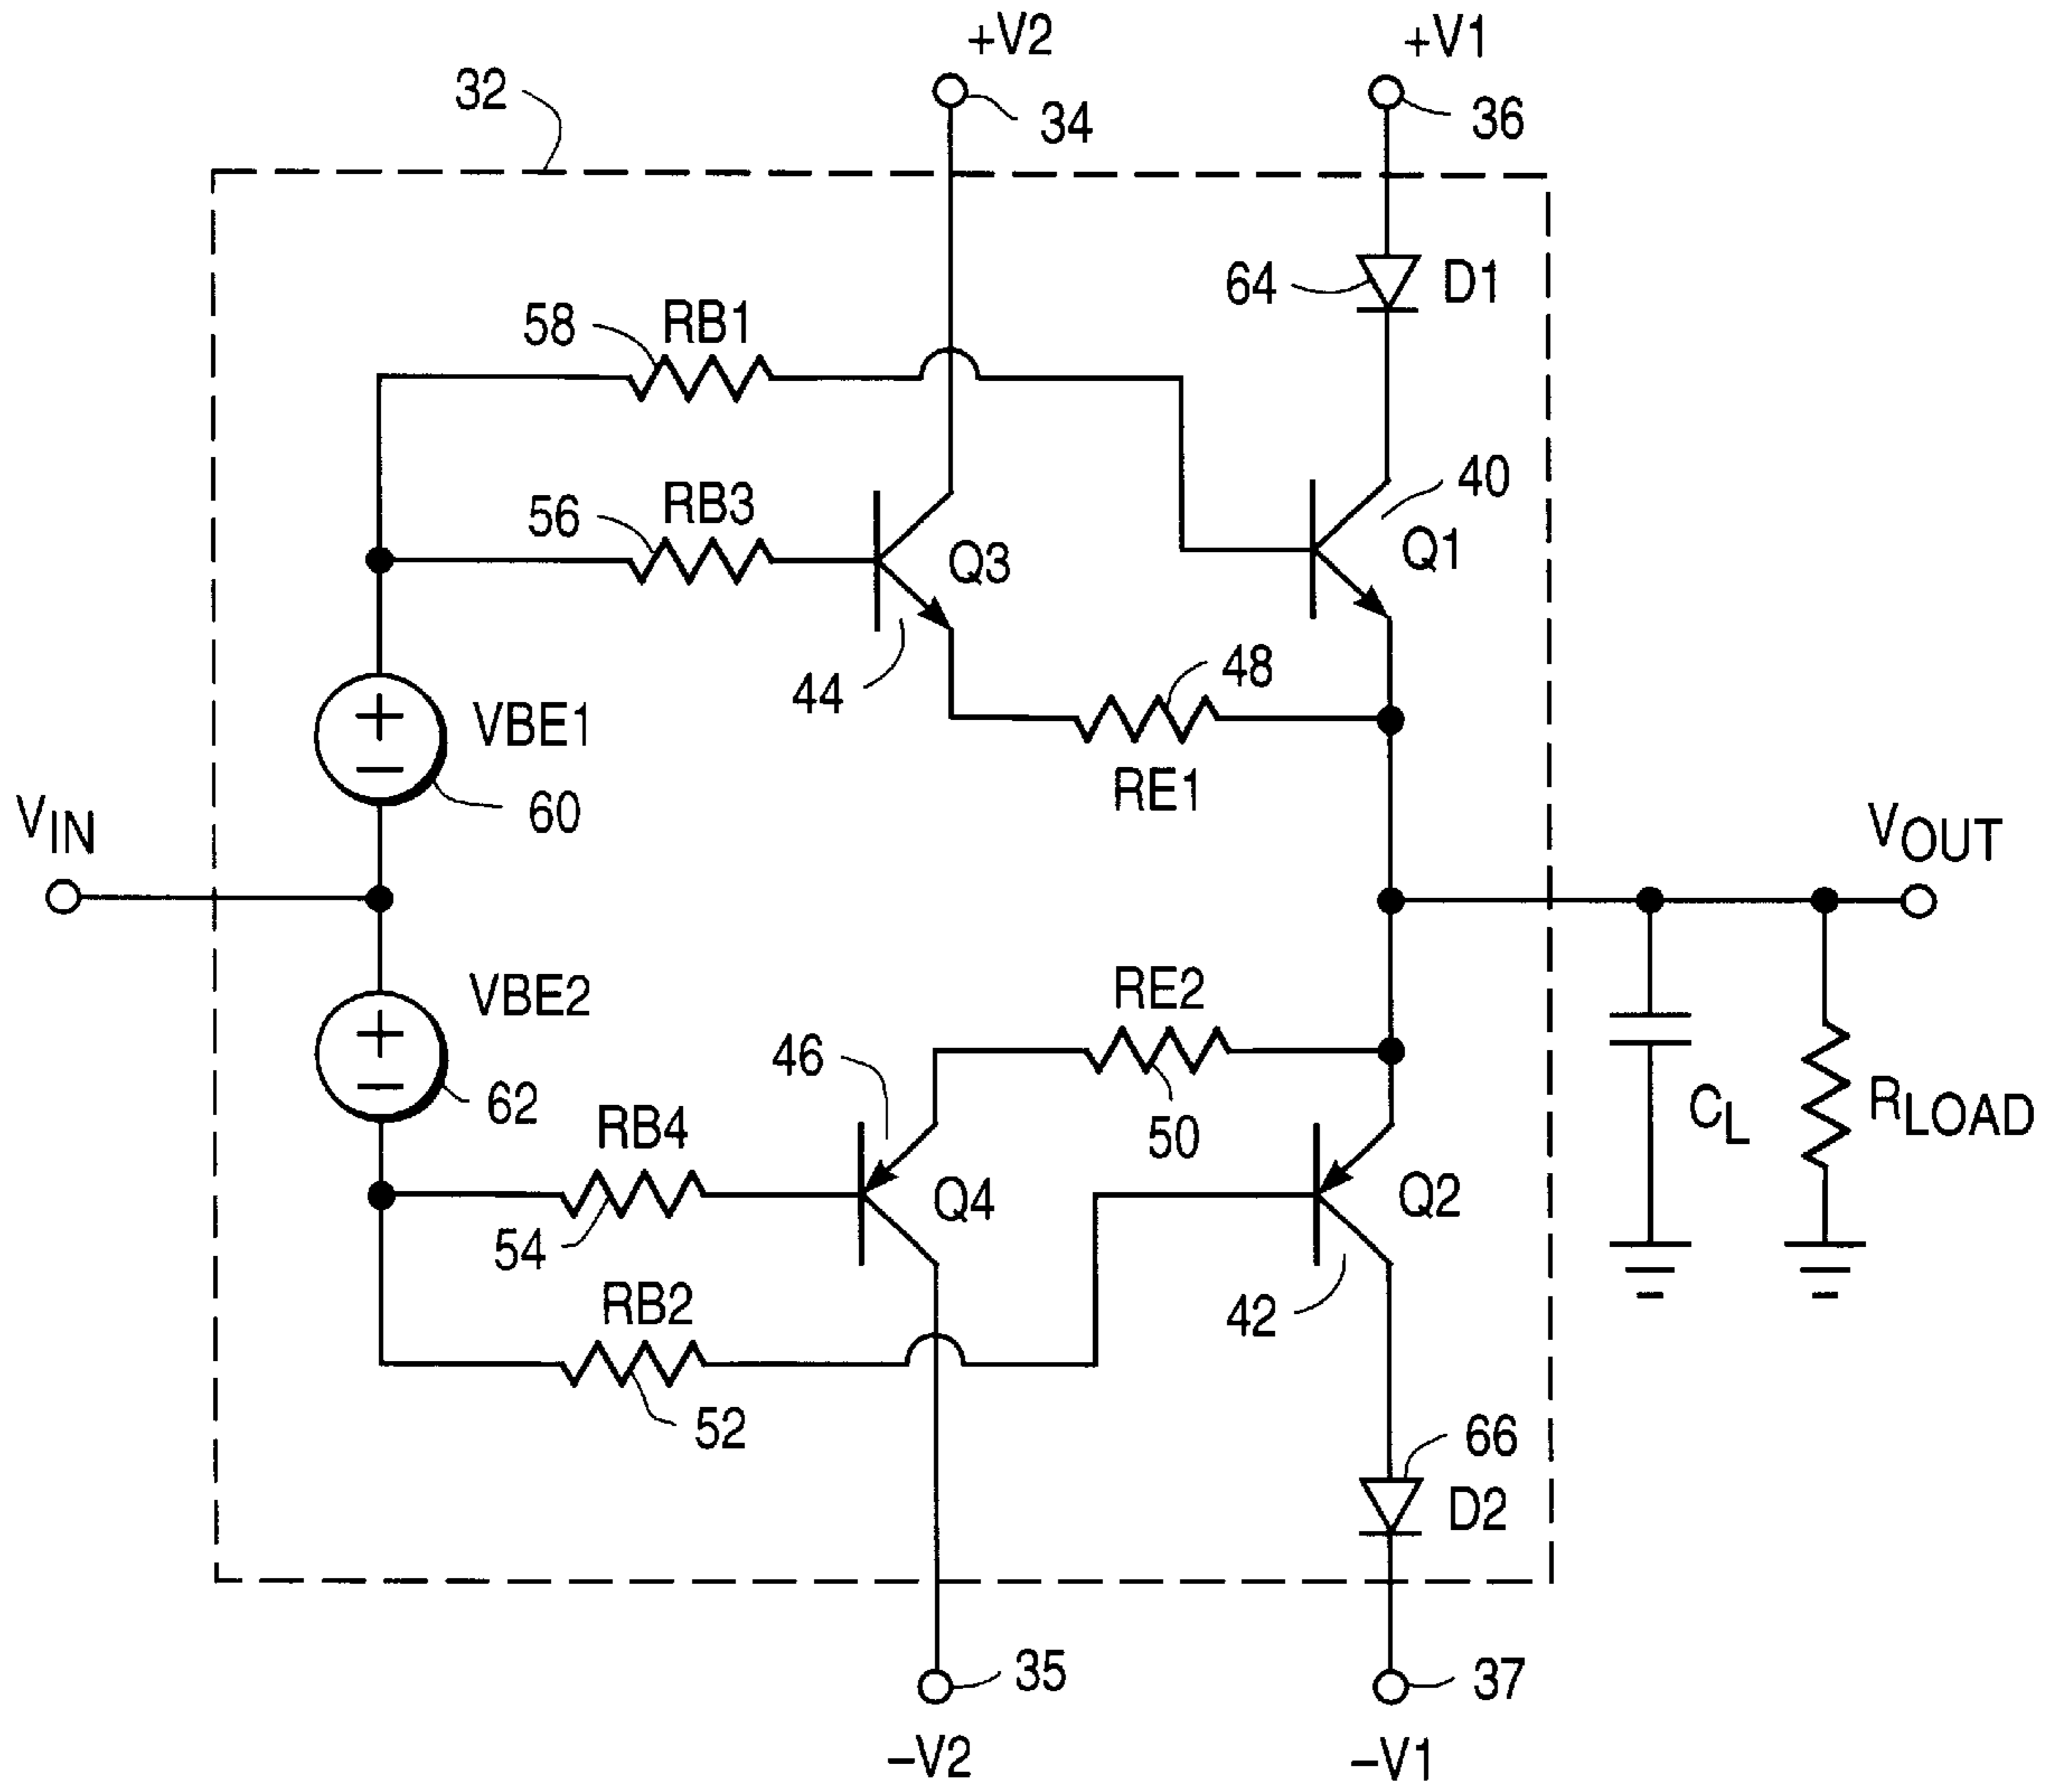 +V2
+V1
32
34
36
64
D1
58
RB1
56
RB3
40
Q3
Q1
44
48
VBE1
RE1
60
VIN
VOUT
VBE2
RE2
46
62
RB4
50
CL
RLOAD
Q4
Q2
54
RB2
42
52
66
D2
35
37
–V2
–V1